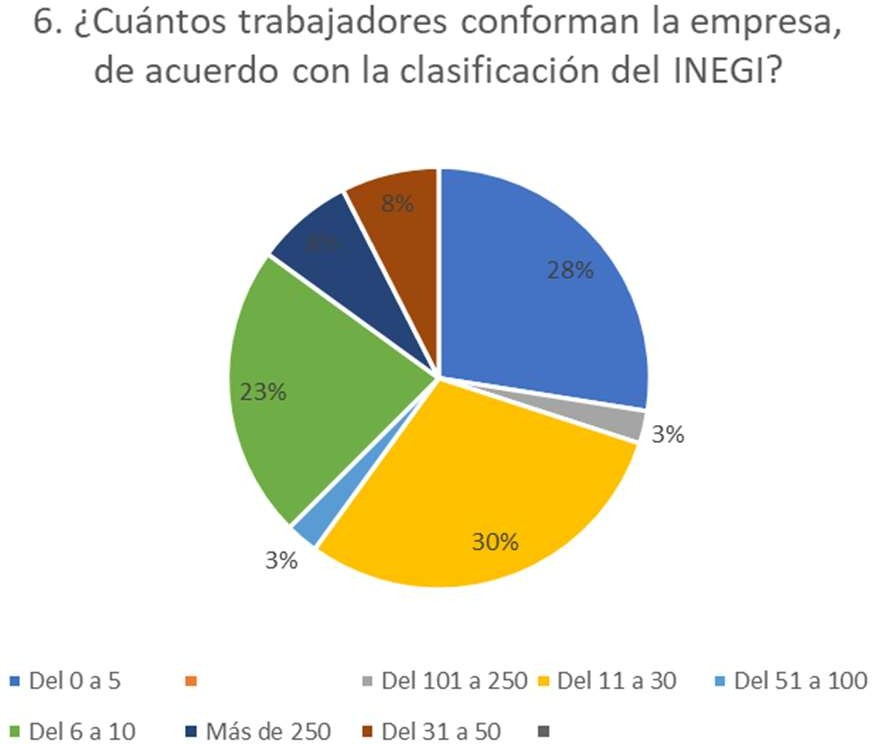 6. ¿Cuántos trabajadores conforman la empresa,
de acuerdo con la clasificación del INEGI?
8%
8%
28%
23%
3%
30%
3%
Del 0 a 5
Del 101 a 250
Del 11 a 30
Del 51 a 100
Del 6 a 10
Más de 250
Del 31 a 50